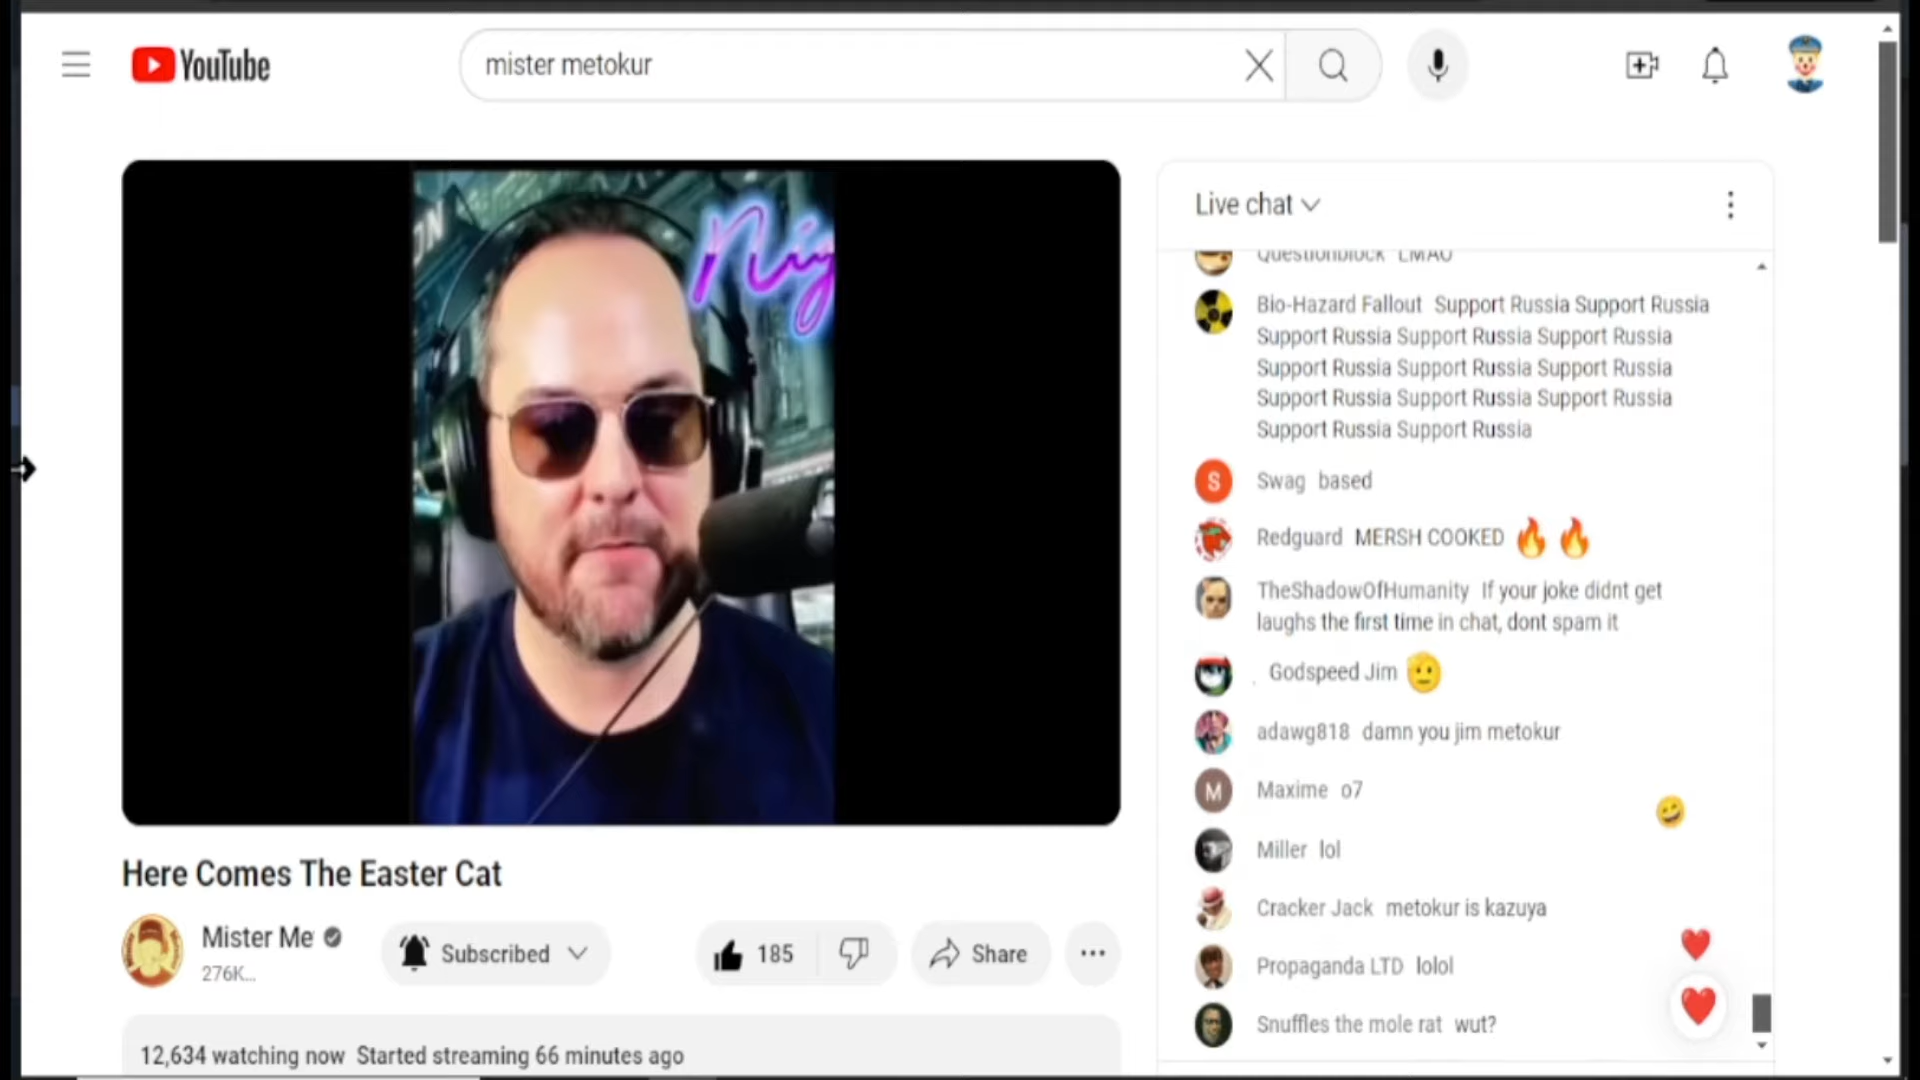 YouTube
mister metokur
ON
Nig
Live chat
Questionblock LMAO
Bio-Hazard Fallout Support Russia Support Russia
Support Russia Support Russia Support Russia
Support Russia Support Russia Support Russia
Support Russia Support Russia Support Russia
Support Russia Support Russia
S Swag based
Redguard MERSH COOKED
TheShadowOfHumanity If your joke didnt get
laughs the first time in chat, dont spam it
. Godspeed Jim
adawg818 damn you jim metokur
M Maxime o7
Miller lol
Cracker Jack metokur is kazuya
Propaganda LTD lolol
Snuffles the mole rat wut?
Here Comes The Easter Cat
Mister Me
276K...
Subscribed
185
Share
12,634 watching now Started streaming 66 minutes ago